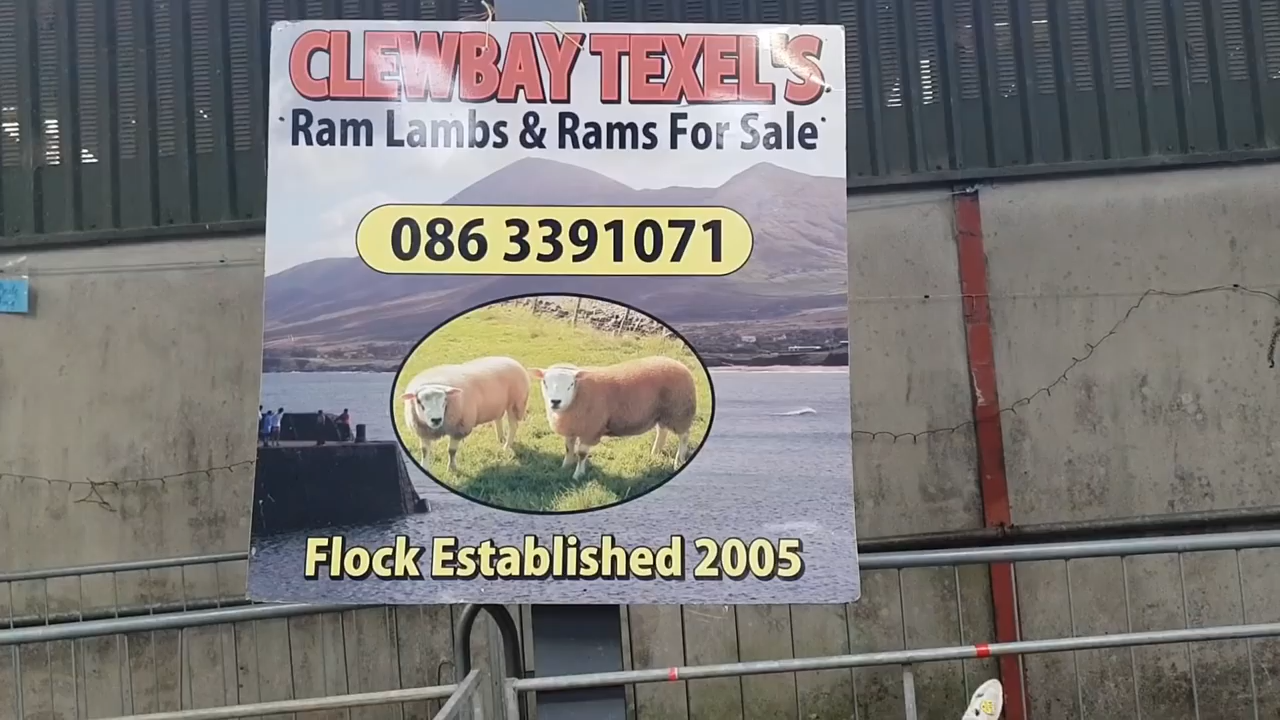 CLEWBAY TEXEL'S
Ram Lambs & Rams For Sale
086 3391071
Flock Established 2005